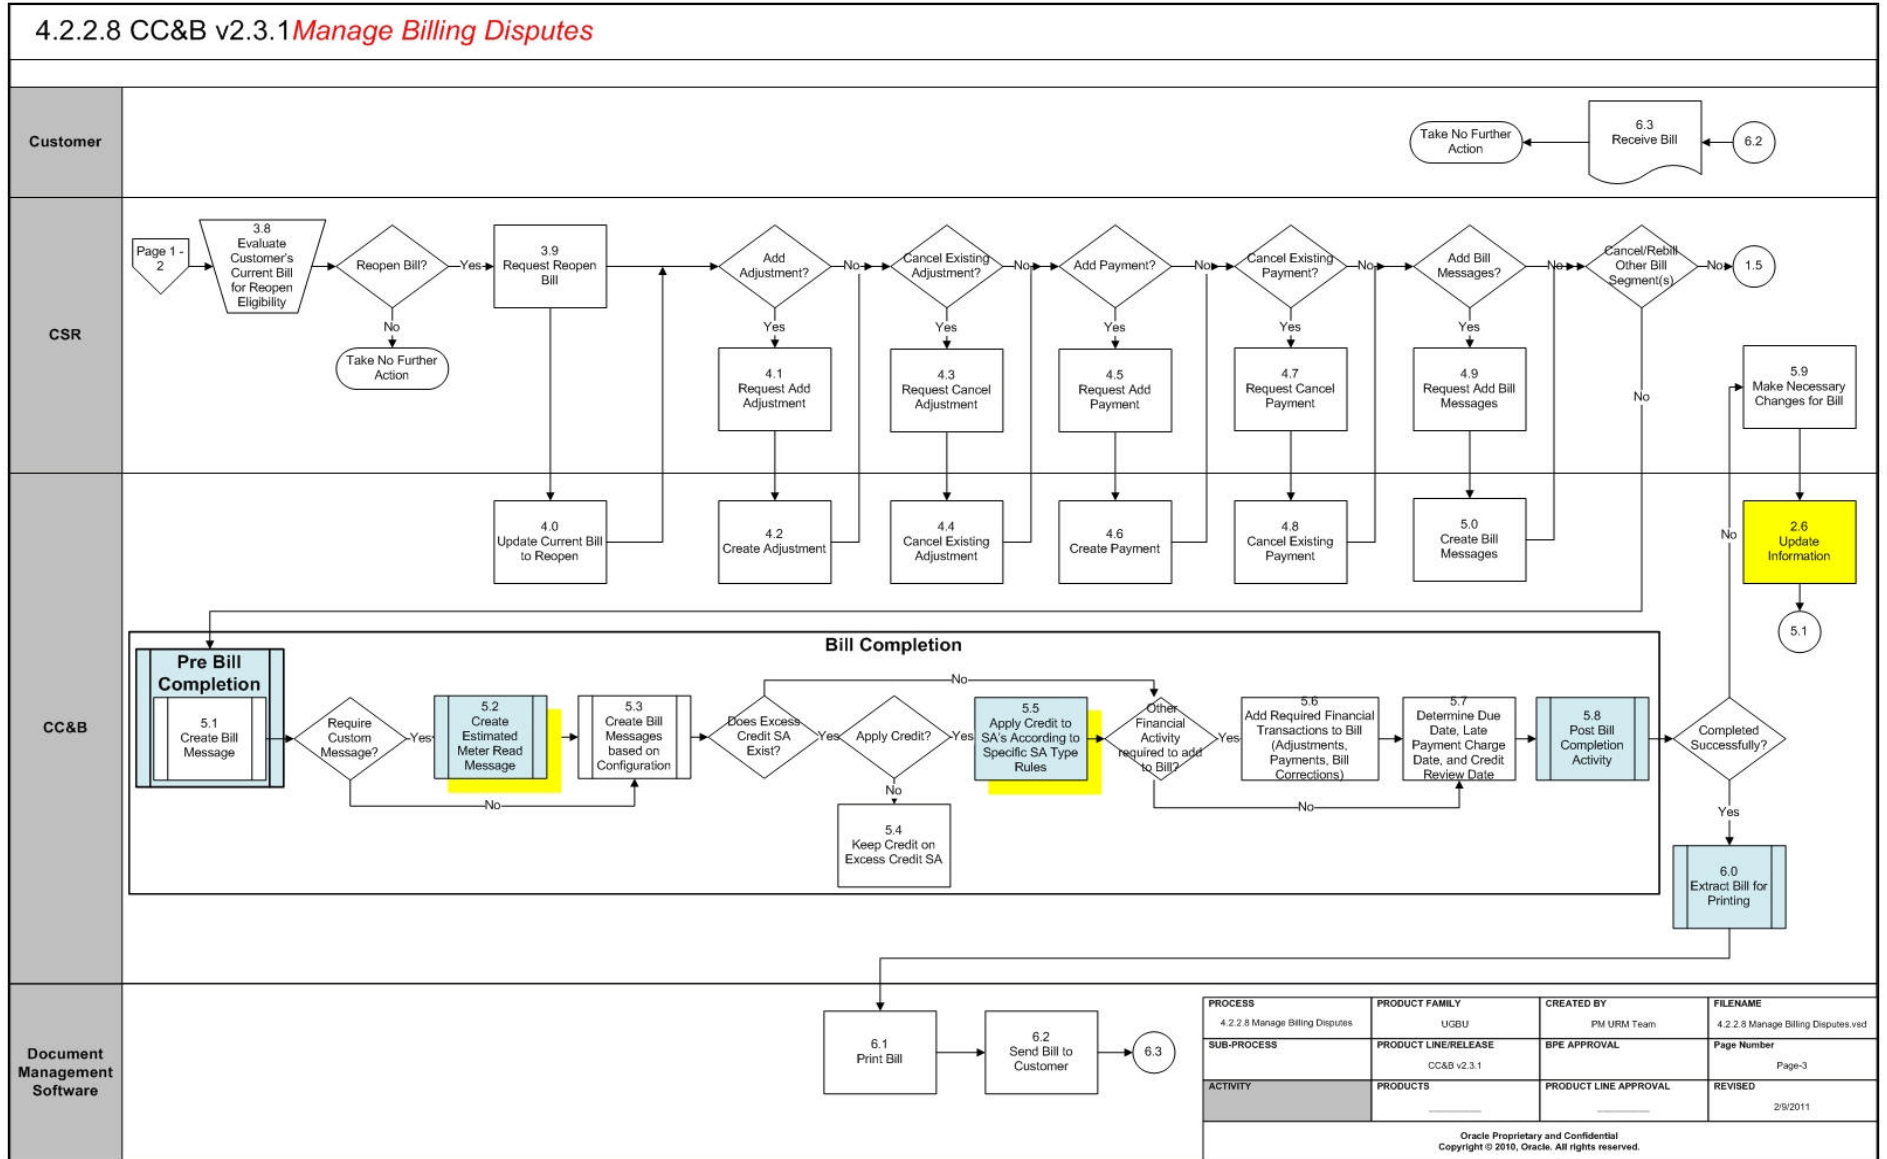 4.2.2.8 CC&B v2.3.1 Manage Billing Disputes
Customer
Take No Further
Action
6.3
Receive Bill
6.2
CSR
Page 1 -
2
3.8
Evaluate
Customer's
Current Bill
for Reopen
Eligibility
Reopen Bill?
Yes
No
Take No Further
Action
3.9
Request Reopen
Bill
Add
Adjustment?
No
Yes
4.1
Request Add
Adjustment
Cancel Existing
Adjustment?
No
Yes
4.3
Request Cancel
Adjustment
Add Payment?
No
Yes
4.5
Request Add
Payment
Cancel Existing
Payment?
No
Yes
4.7
Request Cancel
Payment
Add Bill
Messages?
No
Yes
4.9
Request Add Bill
Messages
Cancel/Rebill
Other Bill
Segment(s)
No
1.5
No
5.9
Make Necessary
Changes for Bill
No
CC&B
4.0
Update Current Bill
to Reopen
4.2
Create Adjustment
4.4
Cancel Existing
Adjustment
4.6
Create Payment
4.8
Cancel Existing
Payment
5.0
Create Bill
Messages
No
2.6
Update
Information
5.1
Bill Completion
Pre Bill
Completion
5.1
Create Bill
Message
Require
Custom
Message?
Yes
No
5.2
Create
Estimated
Meter Read
Message
5.3
Create Bill
Messages
based on
Configuration
Does Excess
Credit SA
Exist?
No
Yes
Apply Credit?
Yes
No
5.4
Keep Credit on
Excess Credit SA
5.5
Apply Credit to
SA's According to
Specific SA Type
Rules
Other
Financial
Activity
required to add
to Bill?
Yes
No
5.6
Add Required Financial
Transactions to Bill
(Adjustments,
Payments, Bill
Corrections)
5.7
Determine Due
Date, Late
Payment Charge
Date, and Credit
Review Date
5.8
Post Bill
Completion
Activity
Completed
Successfully?
Yes
6.0
Extract Bill for
Printing
Document
Management
Software
6.1
Print Bill
6.2
Send Bill to
Customer
6.3
PROCESS
4.2.2.8 Manage Billing Disputes
PRODUCT FAMILY
UGBU
CREATED BY
PM URM Team
FILENAME
4.2.2.8 Manage Billing Disputes.vsd
SUB-PROCESS
PRODUCT LINE/RELEASE
CC&B v2.3.1
BPE APPROVAL
Page Number
Page-3
ACTIVITY
PRODUCTS
PRODUCT LINE APPROVAL
REVISED
2/9/2011
Oracle Proprietary and Confidential
Copyright © 2010, Oracle. All rights reserved.